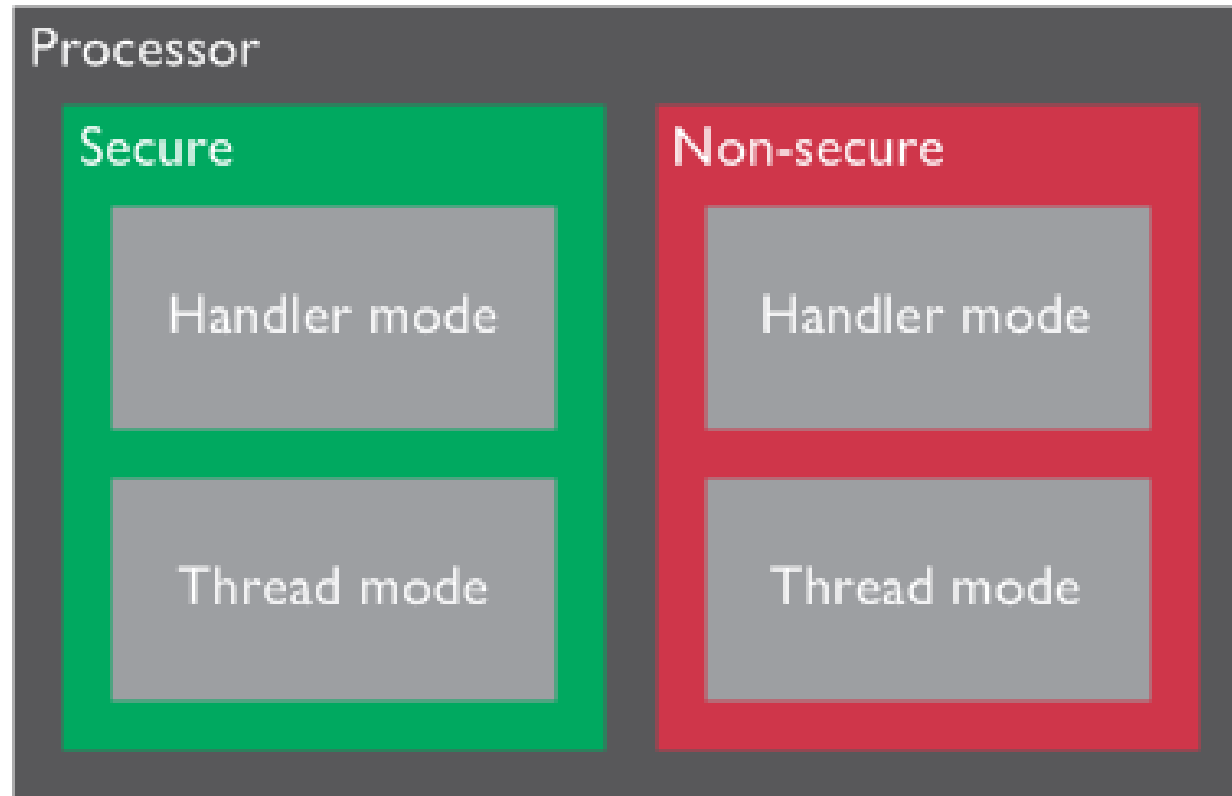 Processor
Secure
Handler mode
Thread mode
Non-secure
Handler mode
Thread mode